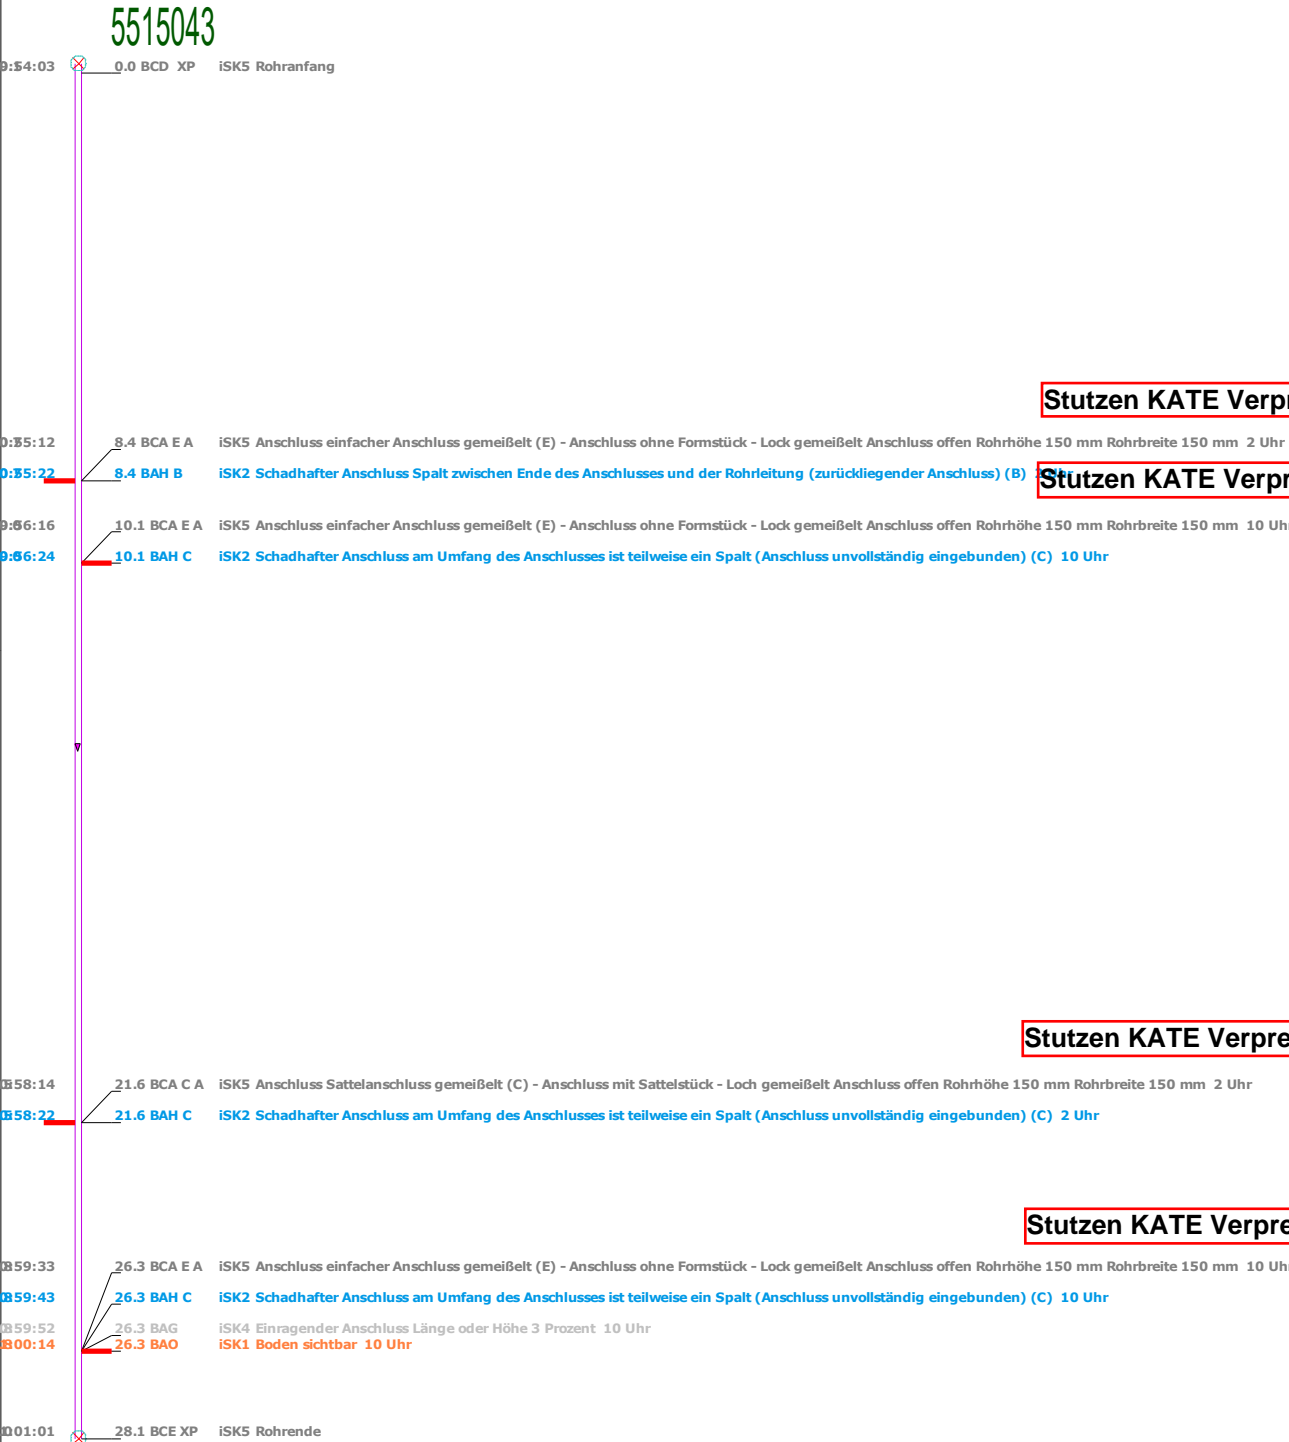 5515043
54:03 0.0 BCD XP iSK5 Rohranfang
Stutzen KATE
55:12 8.4 BCA E A iSK5 Anschluss einfacher Anschluss gemeißelt (E) - Anschluss ohne Formstück - Lock gemeißelt Anschluss offen Rohrhöhe 150 mm Rohrbreite 150 mm 2 Uhr
55:22 8.4 BAH B iSK2 Schadhafter Anschluss Spalt zwischen Ende des Anschlusses und der Rohrleitung (zurückliegender Anschluss) (B)
Stutzen KATE
56:16 10.1 BCA E A iSK5 Anschluss einfacher Anschluss gemeißelt (E) - Anschluss ohne Formstück - Lock gemeißelt Anschluss offen Rohrhöhe 150 mm Rohrbreite 150 mm 10 Uhr
56:24 10.1 BAH C iSK2 Schadhafter Anschluss am Umfang des Anschlusses ist teilweise ein Spalt (Anschluss unvollständig eingebunden) (C) 10 Uhr
Stutzen KATE
58:14 21.6 BCA C A iSK5 Anschluss Sattelanschluss gemeißelt (C) - Anschluss mit Sattelstück - Loch gemeißelt Anschluss offen Rohrhöhe 150 mm Rohrbreite 150 mm 2 Uhr
58:22 21.6 BAH C iSK2 Schadhafter Anschluss am Umfang des Anschlusses ist teilweise ein Spalt (Anschluss unvollständig eingebunden) (C) 2 Uhr
Stutzen KATE
59:33 26.3 BCA E A iSK5 Anschluss einfacher Anschluss gemeißelt (E) - Anschluss ohne Formstück - Lock gemeißelt Anschluss offen Rohrhöhe 150 mm Rohrbreite 150 mm 10 Uhr
59:43 26.3 BAH C iSK2 Schadhafter Anschluss am Umfang des Anschlusses ist teilweise ein Spalt (Anschluss unvollständig eingebunden) (C) 10 Uhr
59:52 26.3 BAG iSK4 Einragender Anschluss Länge oder Höhe 3 Prozent 10 Uhr
00:14 26.3 BAO iSK1 Boden sichtbar 10 Uhr
01:01 28.1 BCE XP iSK5 Rohrende